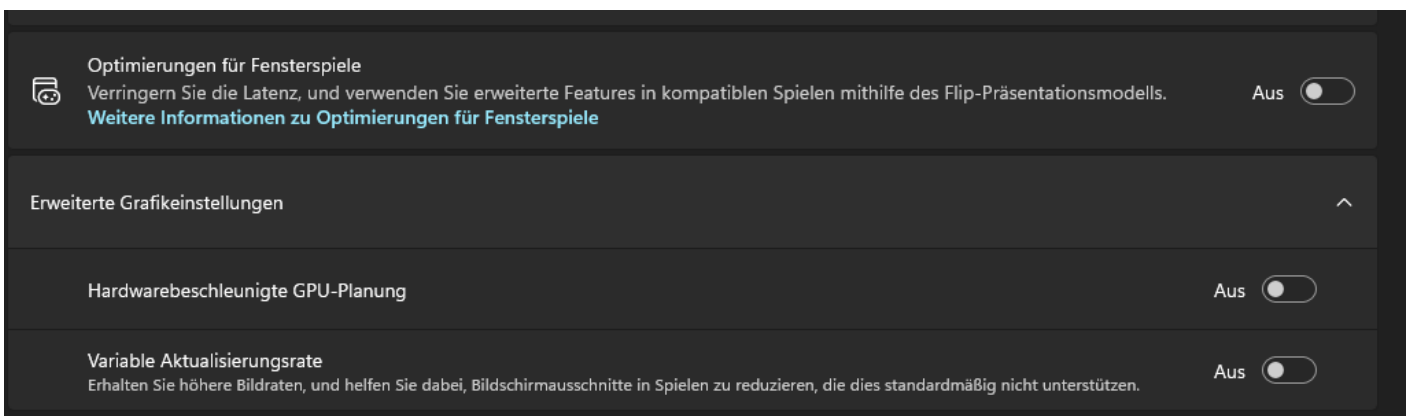 Optimierungen für Fensterspiele
Verringern Sie die Latenz, und verwenden Sie erweiterte Features in kompatiblen Spielen mithilfe des Flip-Präsentationsmodells.
Aus
Weitere Informationen zu Optimierungen für Fensterspiele
Erweiterte Grafikeinstellungen
Hardwarebeschleunigte GPU-Planung
Aus
Variable Aktualisierungsrate
Erhalten Sie höhere Bildraten, und helfen Sie dabei, Bildschirmausschnitte in Spielen zu reduzieren, die dies standardmäßig nicht unterstützen.
Aus